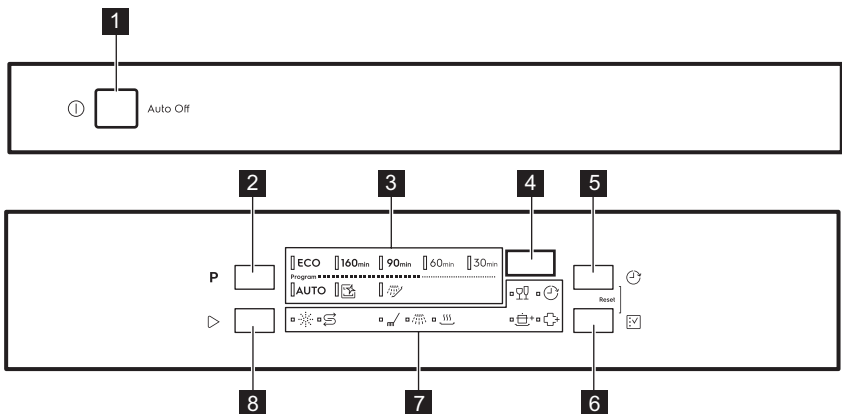 1
Auto Off
2 3 4 5
P
ECO 160min 90min 60min 30min
Program
AUTO
Reset
8 7 6